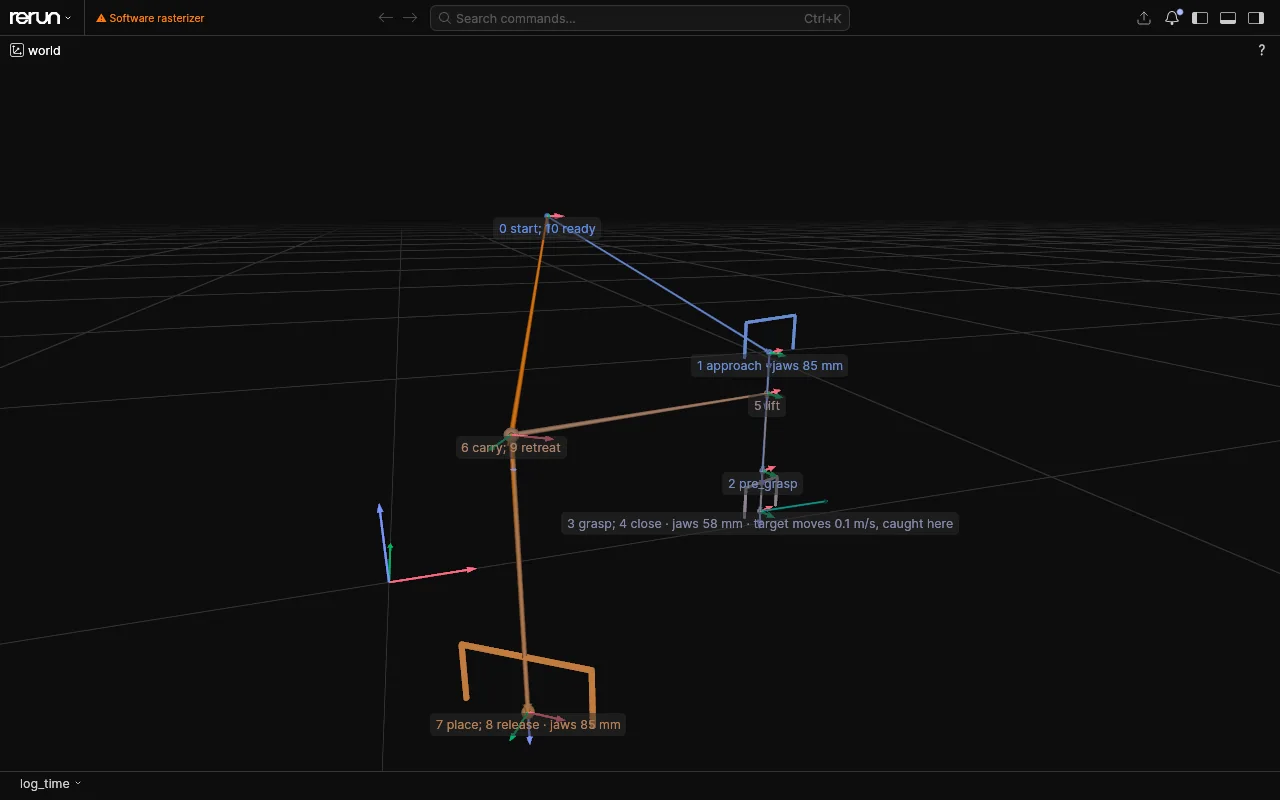 rerun
Software rasterizer
Search commands...
Ctrl+K
world
?
0 start; 10 ready
1 approach · jaws 85 mm
5 lift
6 carry; 9 retreat
2 pre_grasp
3 grasp; 4 close · jaws 58 mm · target moves 0.1 m/s, caught here
7 place; 8 release · jaws 85 mm
log_time